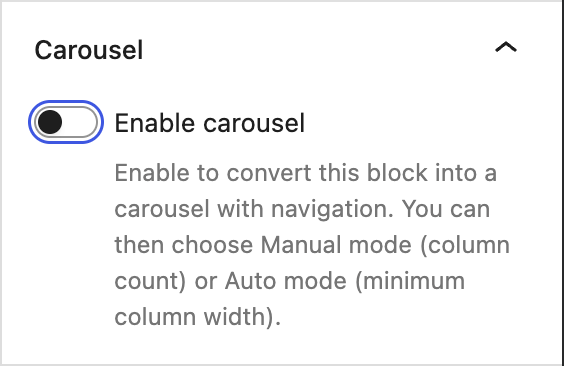 Carousel
Enable carousel
Enable to convert this block into a
carousel with navigation. You can
then choose Manual mode (column
count) or Auto mode (minimum
column width).